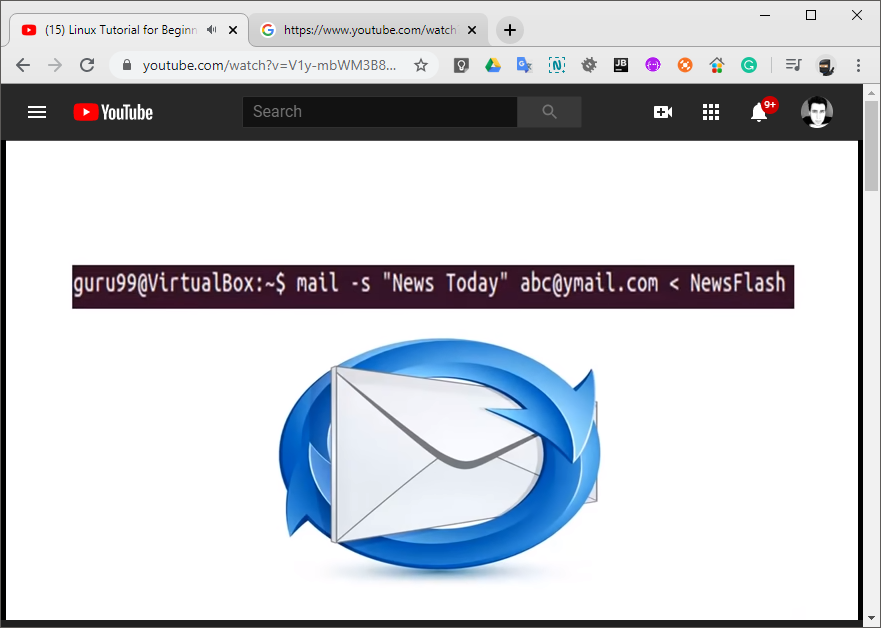 (15) Linux Tutorial for Beginn
https://www.youtube.com/watch
youtube.com/watch?v=V1y-mbWM3B8...
JB
N
G
YouTube
Search
9+
guru99@VirtualBox:~$ mail -s "News Today" abc@ymail.com < NewsFlash